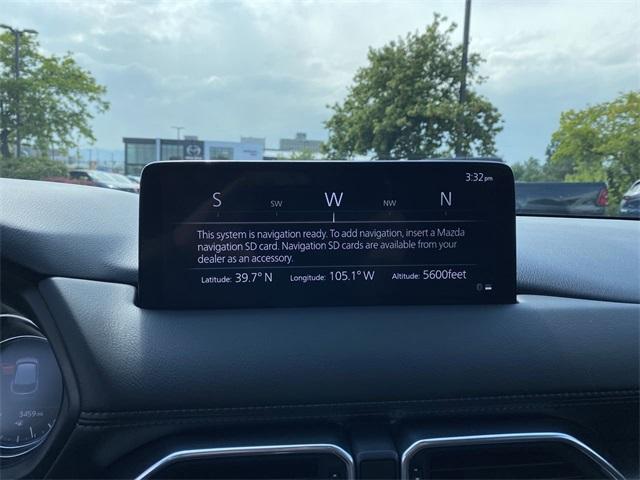 3:32pm
S SW W NW N
This system is navigation ready. To add navigation, insert a Mazda
navigation SD card. Navigation SD cards are available from your
dealer as an accessory.
Latitude: 39.7° N Longitude: 105.1° W Altitude: 5600feet
3459mi